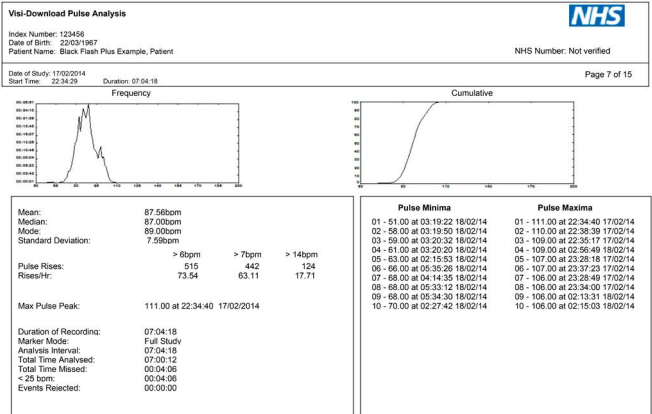 Visi-Download Pulse Analysis
NHS
Index Number: 123456
Date of Birth: 22/03/1967
Patient Name: Black Flash Plus Example, Patient
NHS Number: Not verified
Date of Study: 17/02/2014
Start Time: 22:34:29 Duration: 07:04:18
Page 7 of 15
Frequency
Cumulative
Mean: 87.56bpm
Median: 87.00bpm
Mode: 89.00bpm
Standard Deviation: 7.59bpm
> 6bpm > 7bpm > 14bpm
Pulse Rises: 515 442 124
Rises/Hr: 73.54 63.11 17.71
Max Pulse Peak: 111.00 at 22:34:40 17/02/2014
Duration of Recording: 07:04:18
Marker Mode: Full Study
Analysis Interval: 07:04:18
Total Time Analysed: 07:00:12
Total Time Missed: 00:04:06
< 25 bpm: 00:04:06
Events Rejected: 00:00:00
Pulse Minima
01 - 51.00 at 03:19:22 18/02/14
02 - 58.00 at 03:19:50 18/02/14
03 - 59.00 at 03:20:32 18/02/14
04 - 61.00 at 03:20:20 18/02/14
05 - 63.00 at 02:15:53 18/02/14
06 - 66.00 at 05:35:26 18/02/14
07 - 68.00 at 04:14:35 18/02/14
08 - 68.00 at 05:33:12 18/02/14
09 - 68.00 at 05:34:30 18/02/14
10 - 70.00 at 02:27:42 18/02/14
Pulse Maxima
01 - 111.00 at 22:34:40 17/02/14
02 - 110.00 at 22:38:39 17/02/14
03 - 109.00 at 22:35:17 17/02/14
04 - 109.00 at 02:56:49 18/02/14
05 - 107.00 at 23:28:18 17/02/14
06 - 107.00 at 23:37:23 17/02/14
07 - 106.00 at 23:28:49 17/02/14
08 - 106.00 at 23:34:00 17/02/14
09 - 106.00 at 02:13:31 18/02/14
10 - 106.00 at 02:15:03 18/02/14